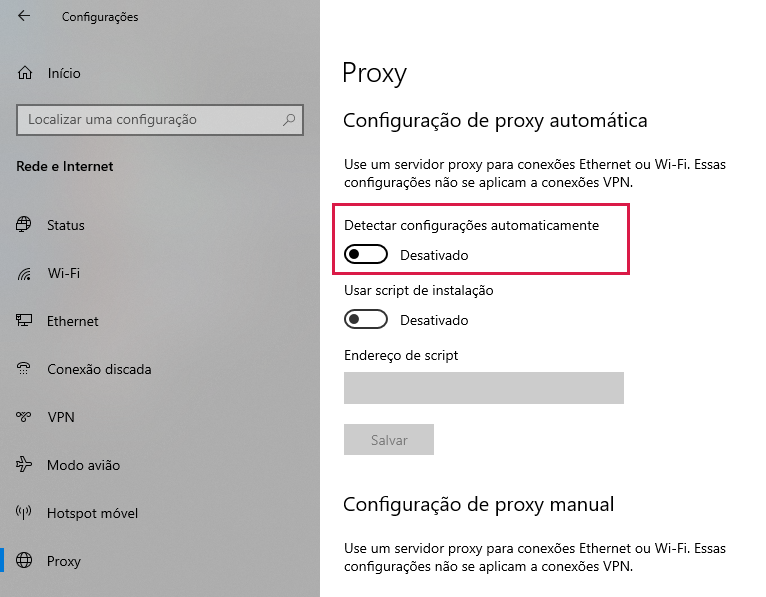 Configurações
Início
Localizar uma configuração
Rede e Internet
Status
Wi-Fi
Ethernet
Conexão discada
VPN
Modo avião
Hotspot móvel
Proxy
Proxy
Configuração de proxy automática
Use um servidor proxy para conexões Ethernet ou Wi-Fi. Essas
configurações não se aplicam a conexões VPN.
Detectar configurações automaticamente
Desativado
Usar script de instalação
Desativado
Endereço de script
Salvar
Configuração de proxy manual
Use um servidor proxy para conexões Ethernet ou Wi-Fi. Essas
configurações não se aplicam a conexões VPN.